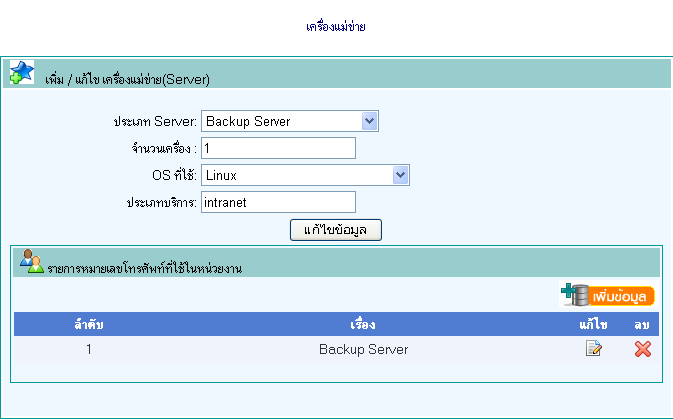 เครื่องแม่ข่าย
เพิ่ม / แก้ไข เครื่องแม่ข่าย(Server)
ประเภท Server: Backup Server
จำนวนเครื่อง : 1
OS ที่ใช้: Linux
ประเภทบริการ: intranet
แก้ไขข้อมูล
รายการหมายเลขโทรศัพท์ที่ใช้ในหน่วยงาน
เพิ่มข้อมูล
ลำดับ เรื่อง แก้ไข ลบ
1 Backup Server